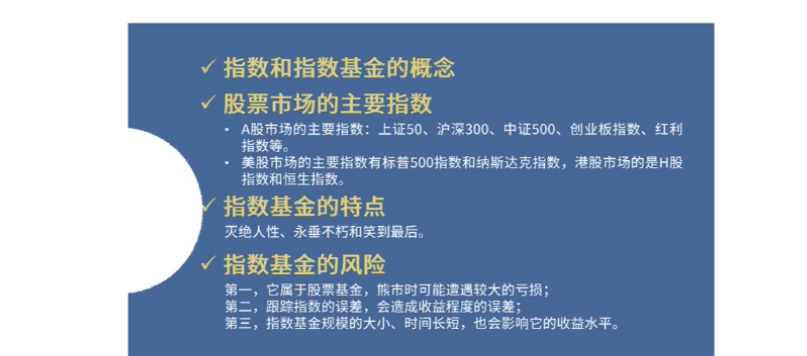 ✓ 指数和指数基金的概念
✓ 股票市场的主要指数
• A股市场的主要指数：上证50、沪深300、中证500、创业板指数、红利
指数等。
• 美股市场的主要指数有标普500指数和纳斯达克指数，港股市场的是H股
指数和恒生指数。
✓ 指数基金的特点
灭绝人性、永垂不朽和笑到最后。
✓ 指数基金的风险
第一，它属于股票基金，熊市时可能遭遇较大的亏损；
第二，跟踪指数的误差，会造成收益程度的误差；
第三，指数基金规模的大小、时间长短，也会影响它的收益水平。